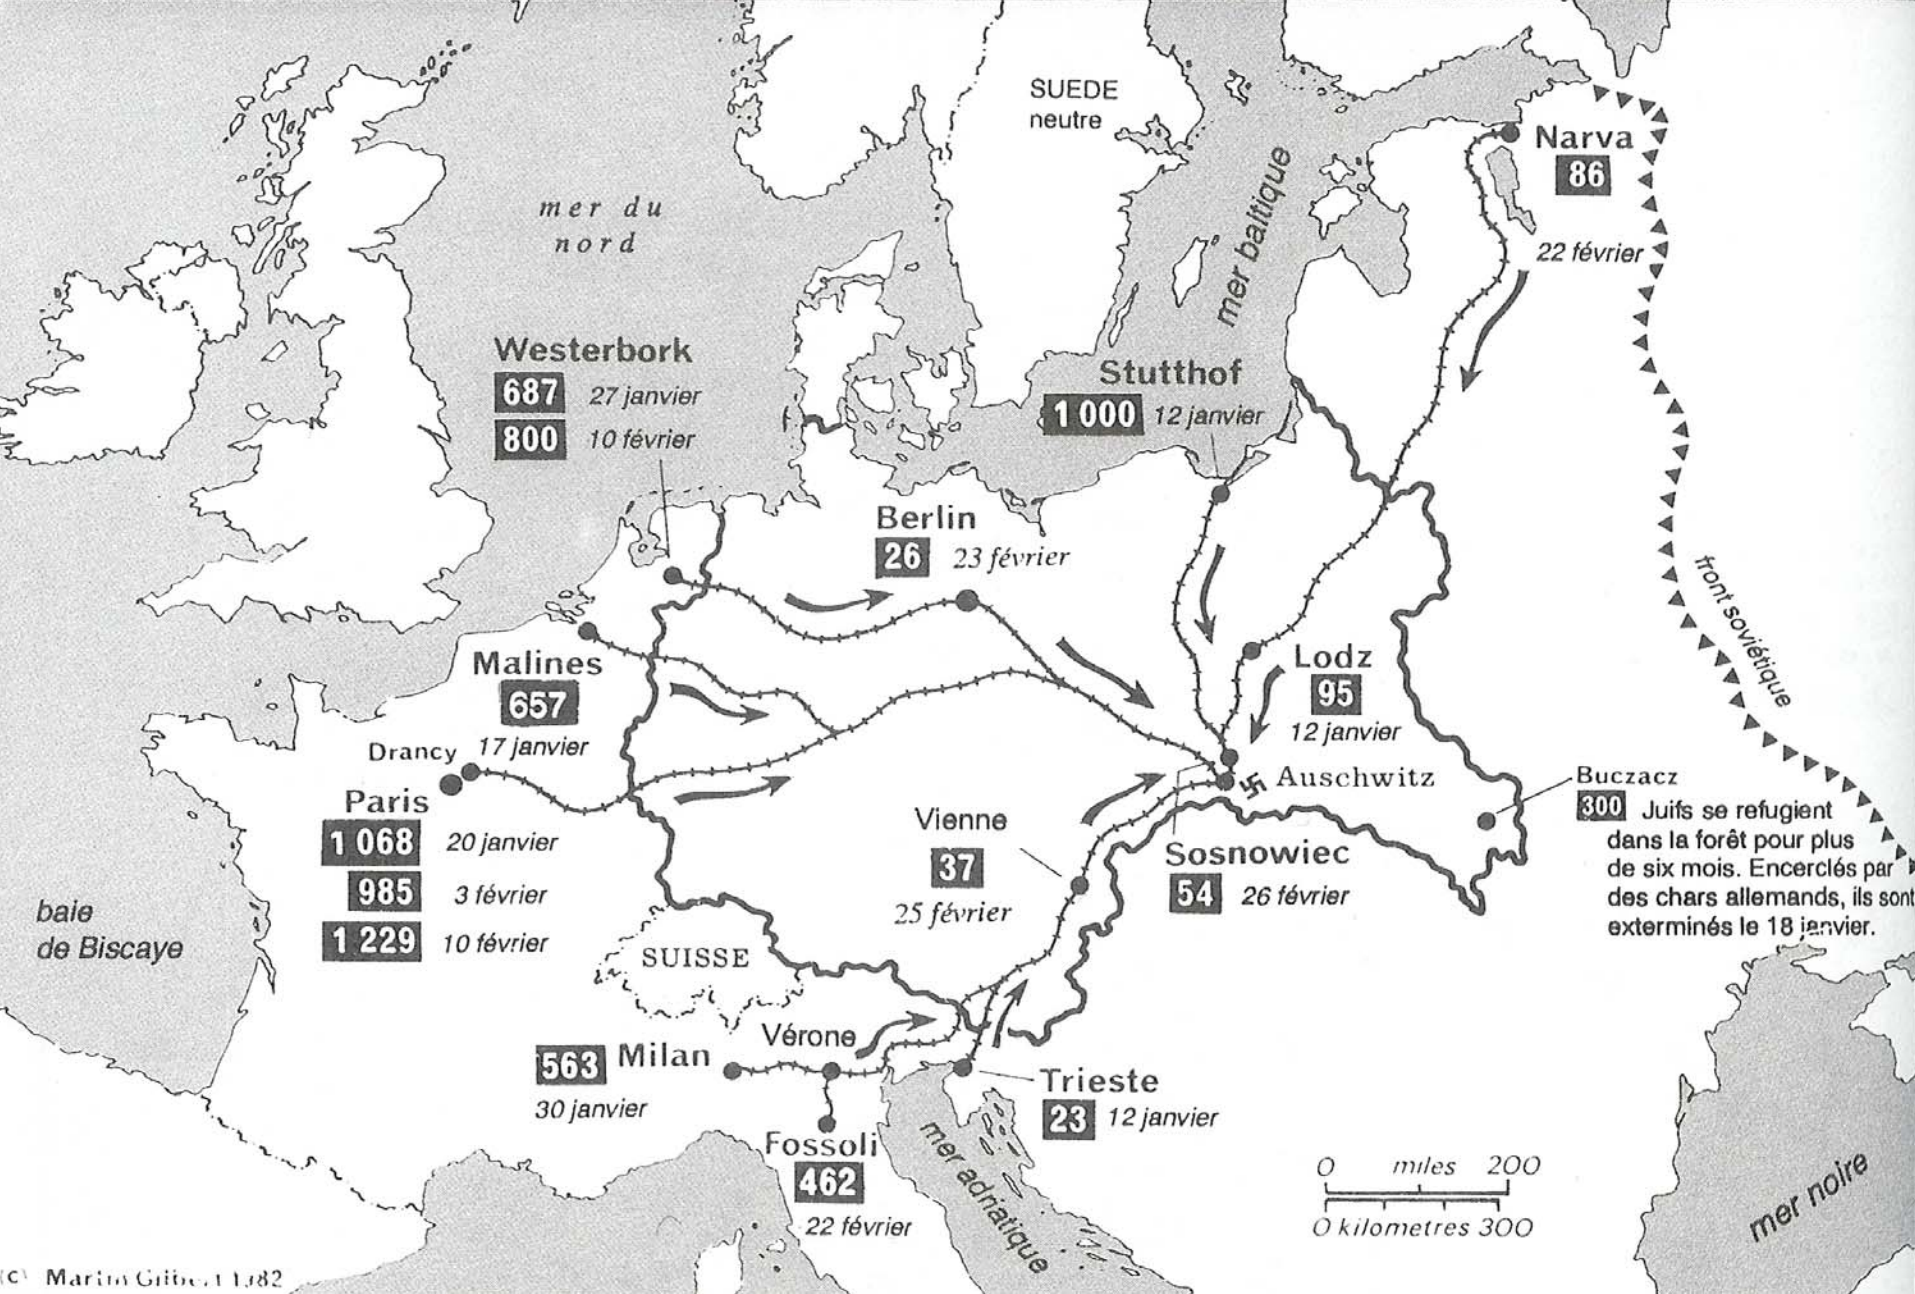 SUEDE
neutre
Narva
86
22 février
mer du
nord
mer baltique
Westerbork
687 27 janvier
800 10 février
Stutthof
1 000 12 janvier
Berlin
26 23 février
front soviétique
Malines
657
17 janvier
Lodz
95
12 janvier
Drancy
Paris
1 068 20 janvier
985 3 février
1 229 10 février
Auschwitz
Buczacz
300 Juifs se refugient
dans la forêt pour plus
de six mois. Encerclés par
des chars allemands, ils sont
exterminés le 18 janvier.
Vienne
37
25 février
Sosnowiec
54 26 février
baie
de Biscaye
SUISSE
Vérone
563 Milan
30 janvier
Trieste
23 12 janvier
Fossoli
462
22 février
mer adriatique
0 miles 200
0 kilometres 300
mer noire
(c) Martin Gilbert 1982